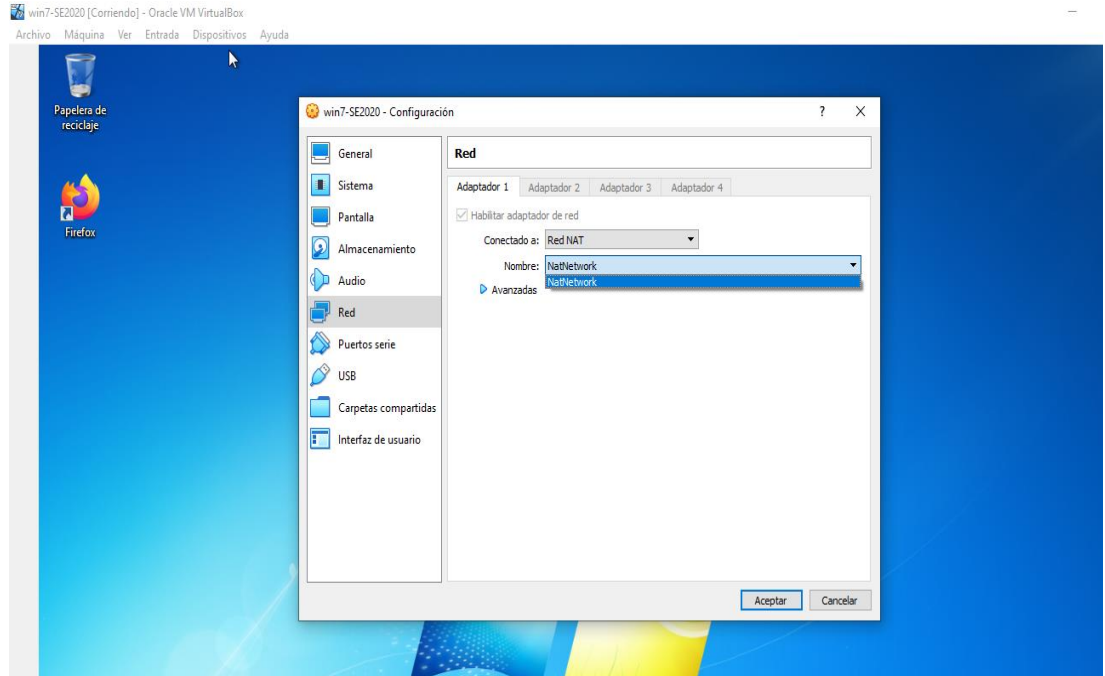 win7-SE2020 [Corriendo] - Oracle VM VirtualBox
Archivo Máquina Ver Entrada Dispositivos Ayuda
Papelera de
reciclaje
Firefox
win7-SE2020 - Configuración
General
Sistema
Pantalla
Almacenamiento
Audio
Red
Puertos serie
USB
Carpetas compartidas
Interfaz de usuario
Red
Adaptador 1 Adaptador 2 Adaptador 3 Adaptador 4
Habilitar adaptador de red
Conectado a: Red NAT
Nombre: NatNetwork
NatNetwork
Avanzadas
Aceptar Cancelar